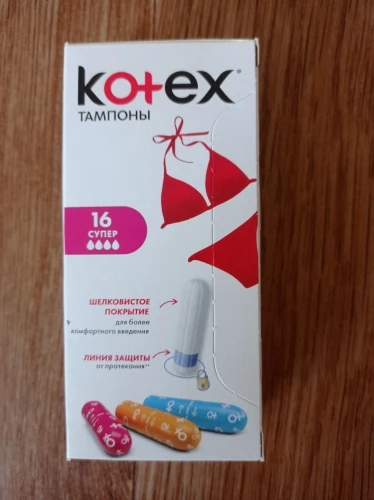 kotex®
ТАМПОНЫ
16
СУПЕР
ШЕЛКОВИСТОЕ
ПОКРЫТИЕ
для более
комфортного введения
ЛИНИЯ ЗАЩИТЫ
от протекания**